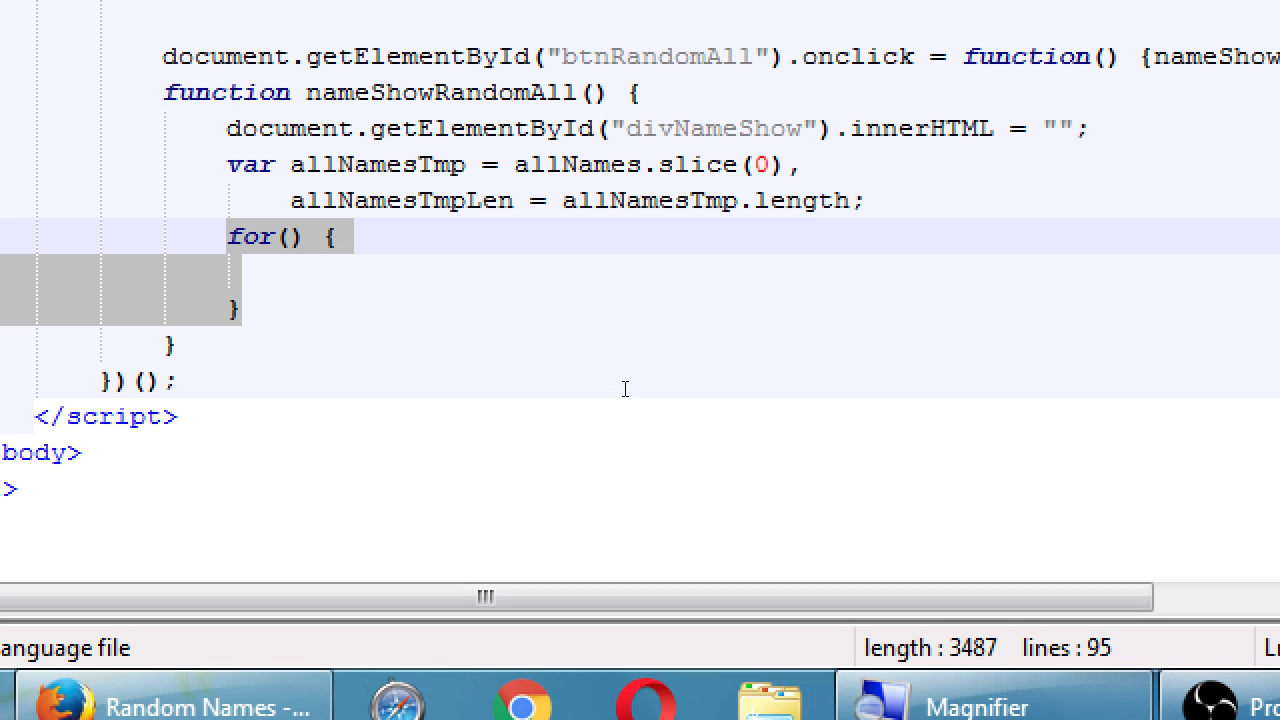 document.getElementById("btnRandomAll").onclick = function() {nameShow
function nameShowRandomAll() {
document.getElementById("divNameShow").innerHTML = "";
var allNamesTmp = allNames.slice(0),
allNamesTmpLen = allNamesTmp.length;
for() {
}
}
})();
</script>
body>
>
anguage file length : 3487 lines : 95 L
Random Names -... Magnifier Pro